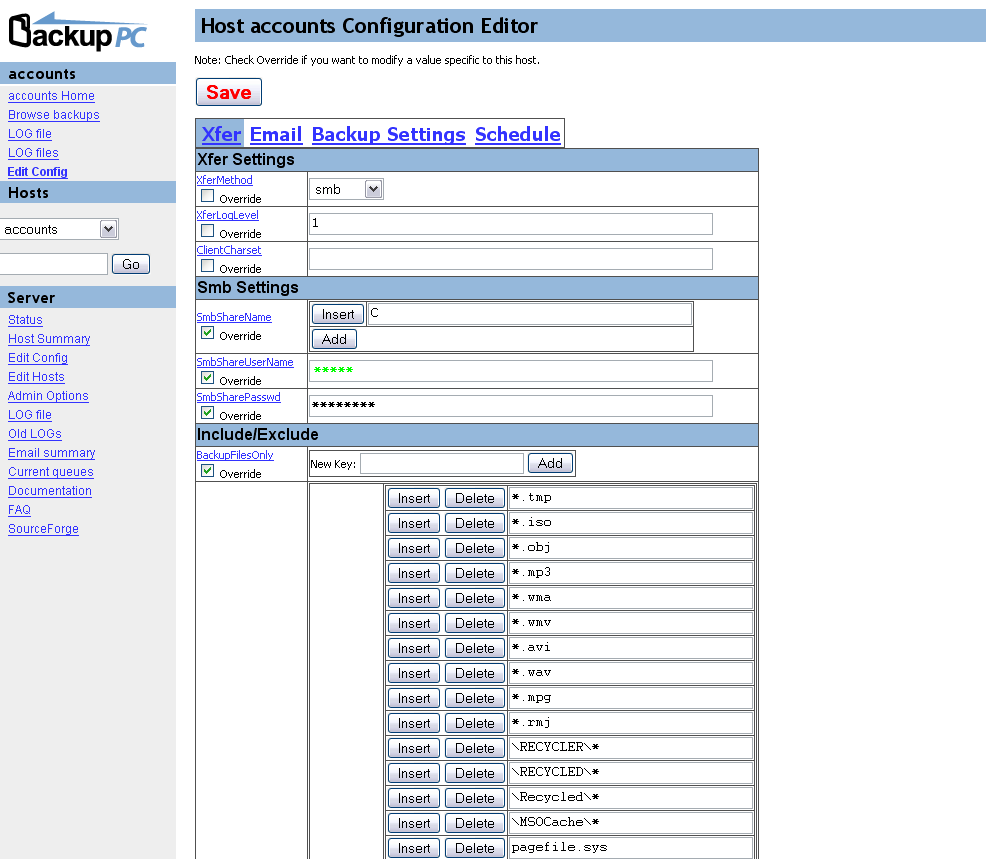 BackupPC
accounts
accounts Home
Browse backups
LOG file
LOG files
Edit Config
Hosts
accounts
Go
Server
Status
Host Summary
Edit Config
Edit Hosts
Admin Options
LOG file
Old LOGs
Email summary
Current queues
Documentation
FAQ
SourceForge
Host accounts Configuration Editor
Note: Check Override if you want to modify a value specific to this host.
Save
Xfer Email Backup Settings Schedule
Xfer Settings
XferMethod
Override
smb
XferLogLevel
Override
1
ClientCharset
Override
Smb Settings
SmbShareName
Override
Insert C
Add
SmbShareUserName
Override
*****
SmbSharePasswd
Override
********
Include/Exclude
BackupFilesOnly
Override
New Key: Add
Insert Delete *.tmp
Insert Delete *.iso
Insert Delete *.obj
Insert Delete *.mp3
Insert Delete *.wma
Insert Delete *.wmv
Insert Delete *.avi
Insert Delete *.wav
Insert Delete *.mpg
Insert Delete *.rmj
Insert Delete \RECYCLER\*
Insert Delete \RECYCLED\*
Insert Delete \Recycled\*
Insert Delete \MSOCache\*
Insert Delete pagefile.sys